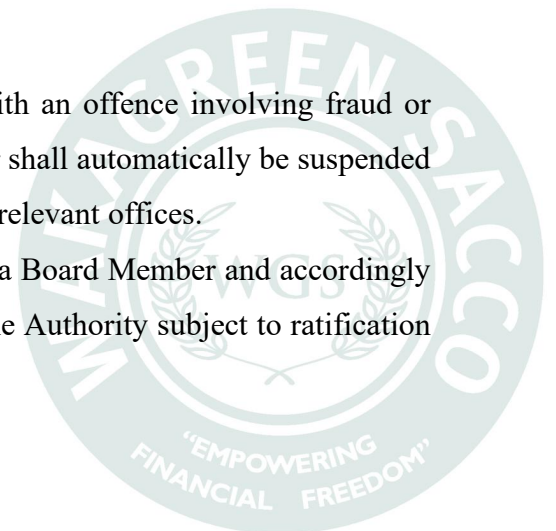 ith an offence involving fraud or
shall automatically be suspended
relevant offices.
a Board Member and accordingly
e Authority subject to ratification
WAKAGREEN SACCO
WGS
"EMPOWERING
FINANCIAL FREEDOM"